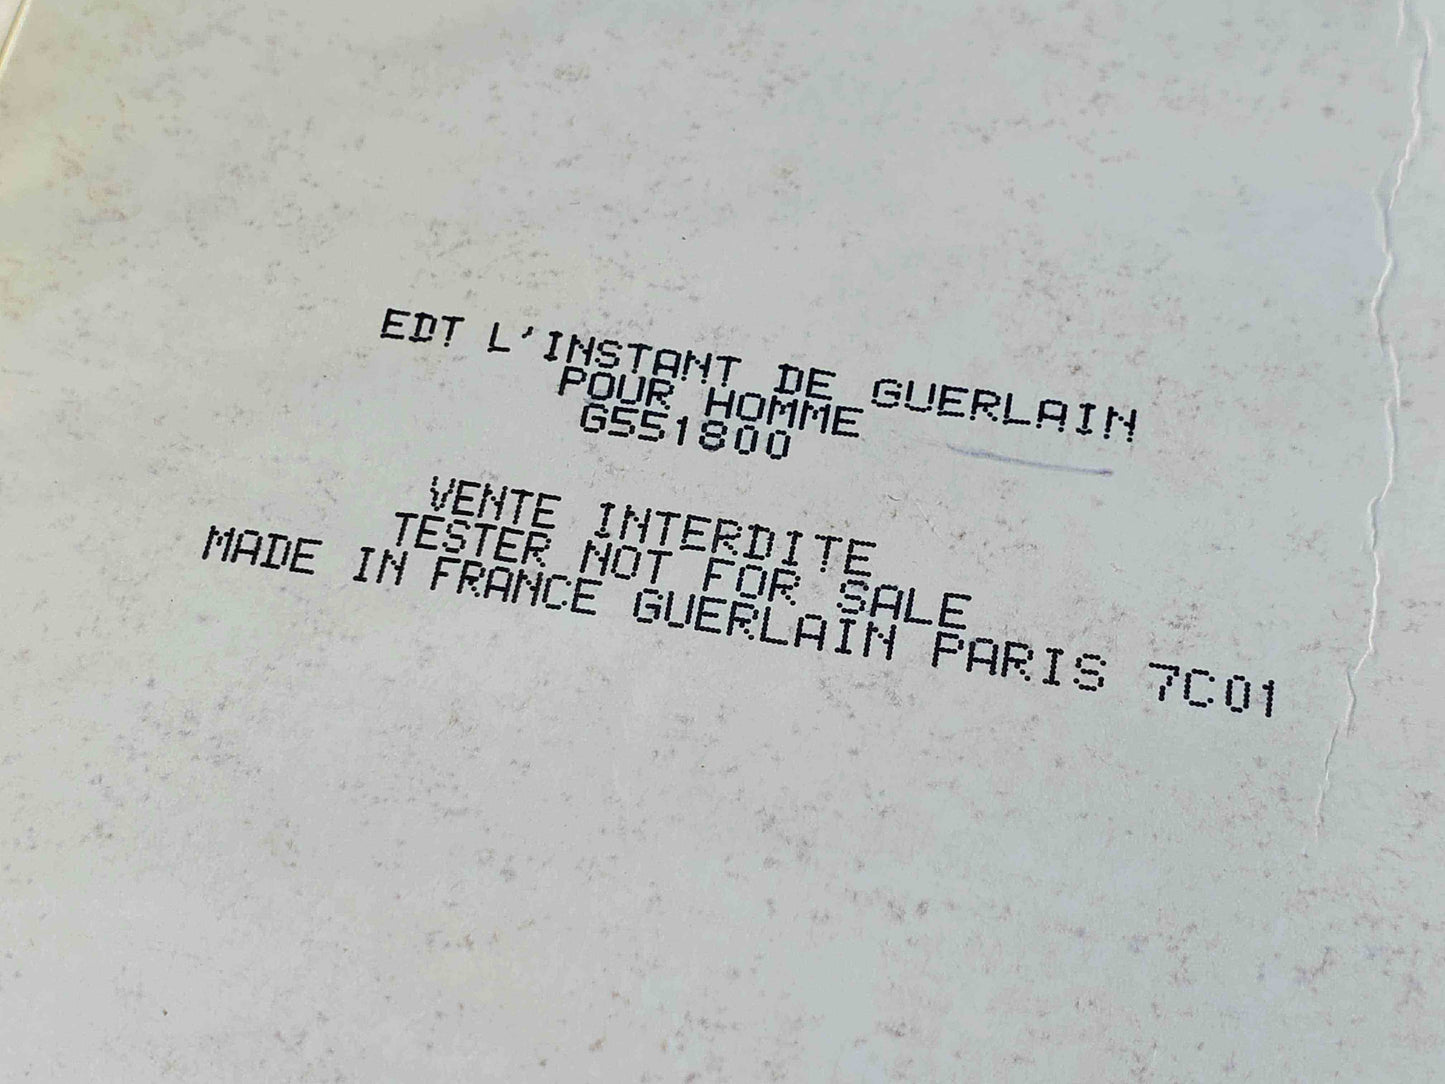 EDT L'INSTANT DE GUERLAIN
POUR HOMME
G551800
VENTE INTERDITE
TESTER NOT FOR SALE
MADE IN FRANCE GUERLAIN PARIS 7C01